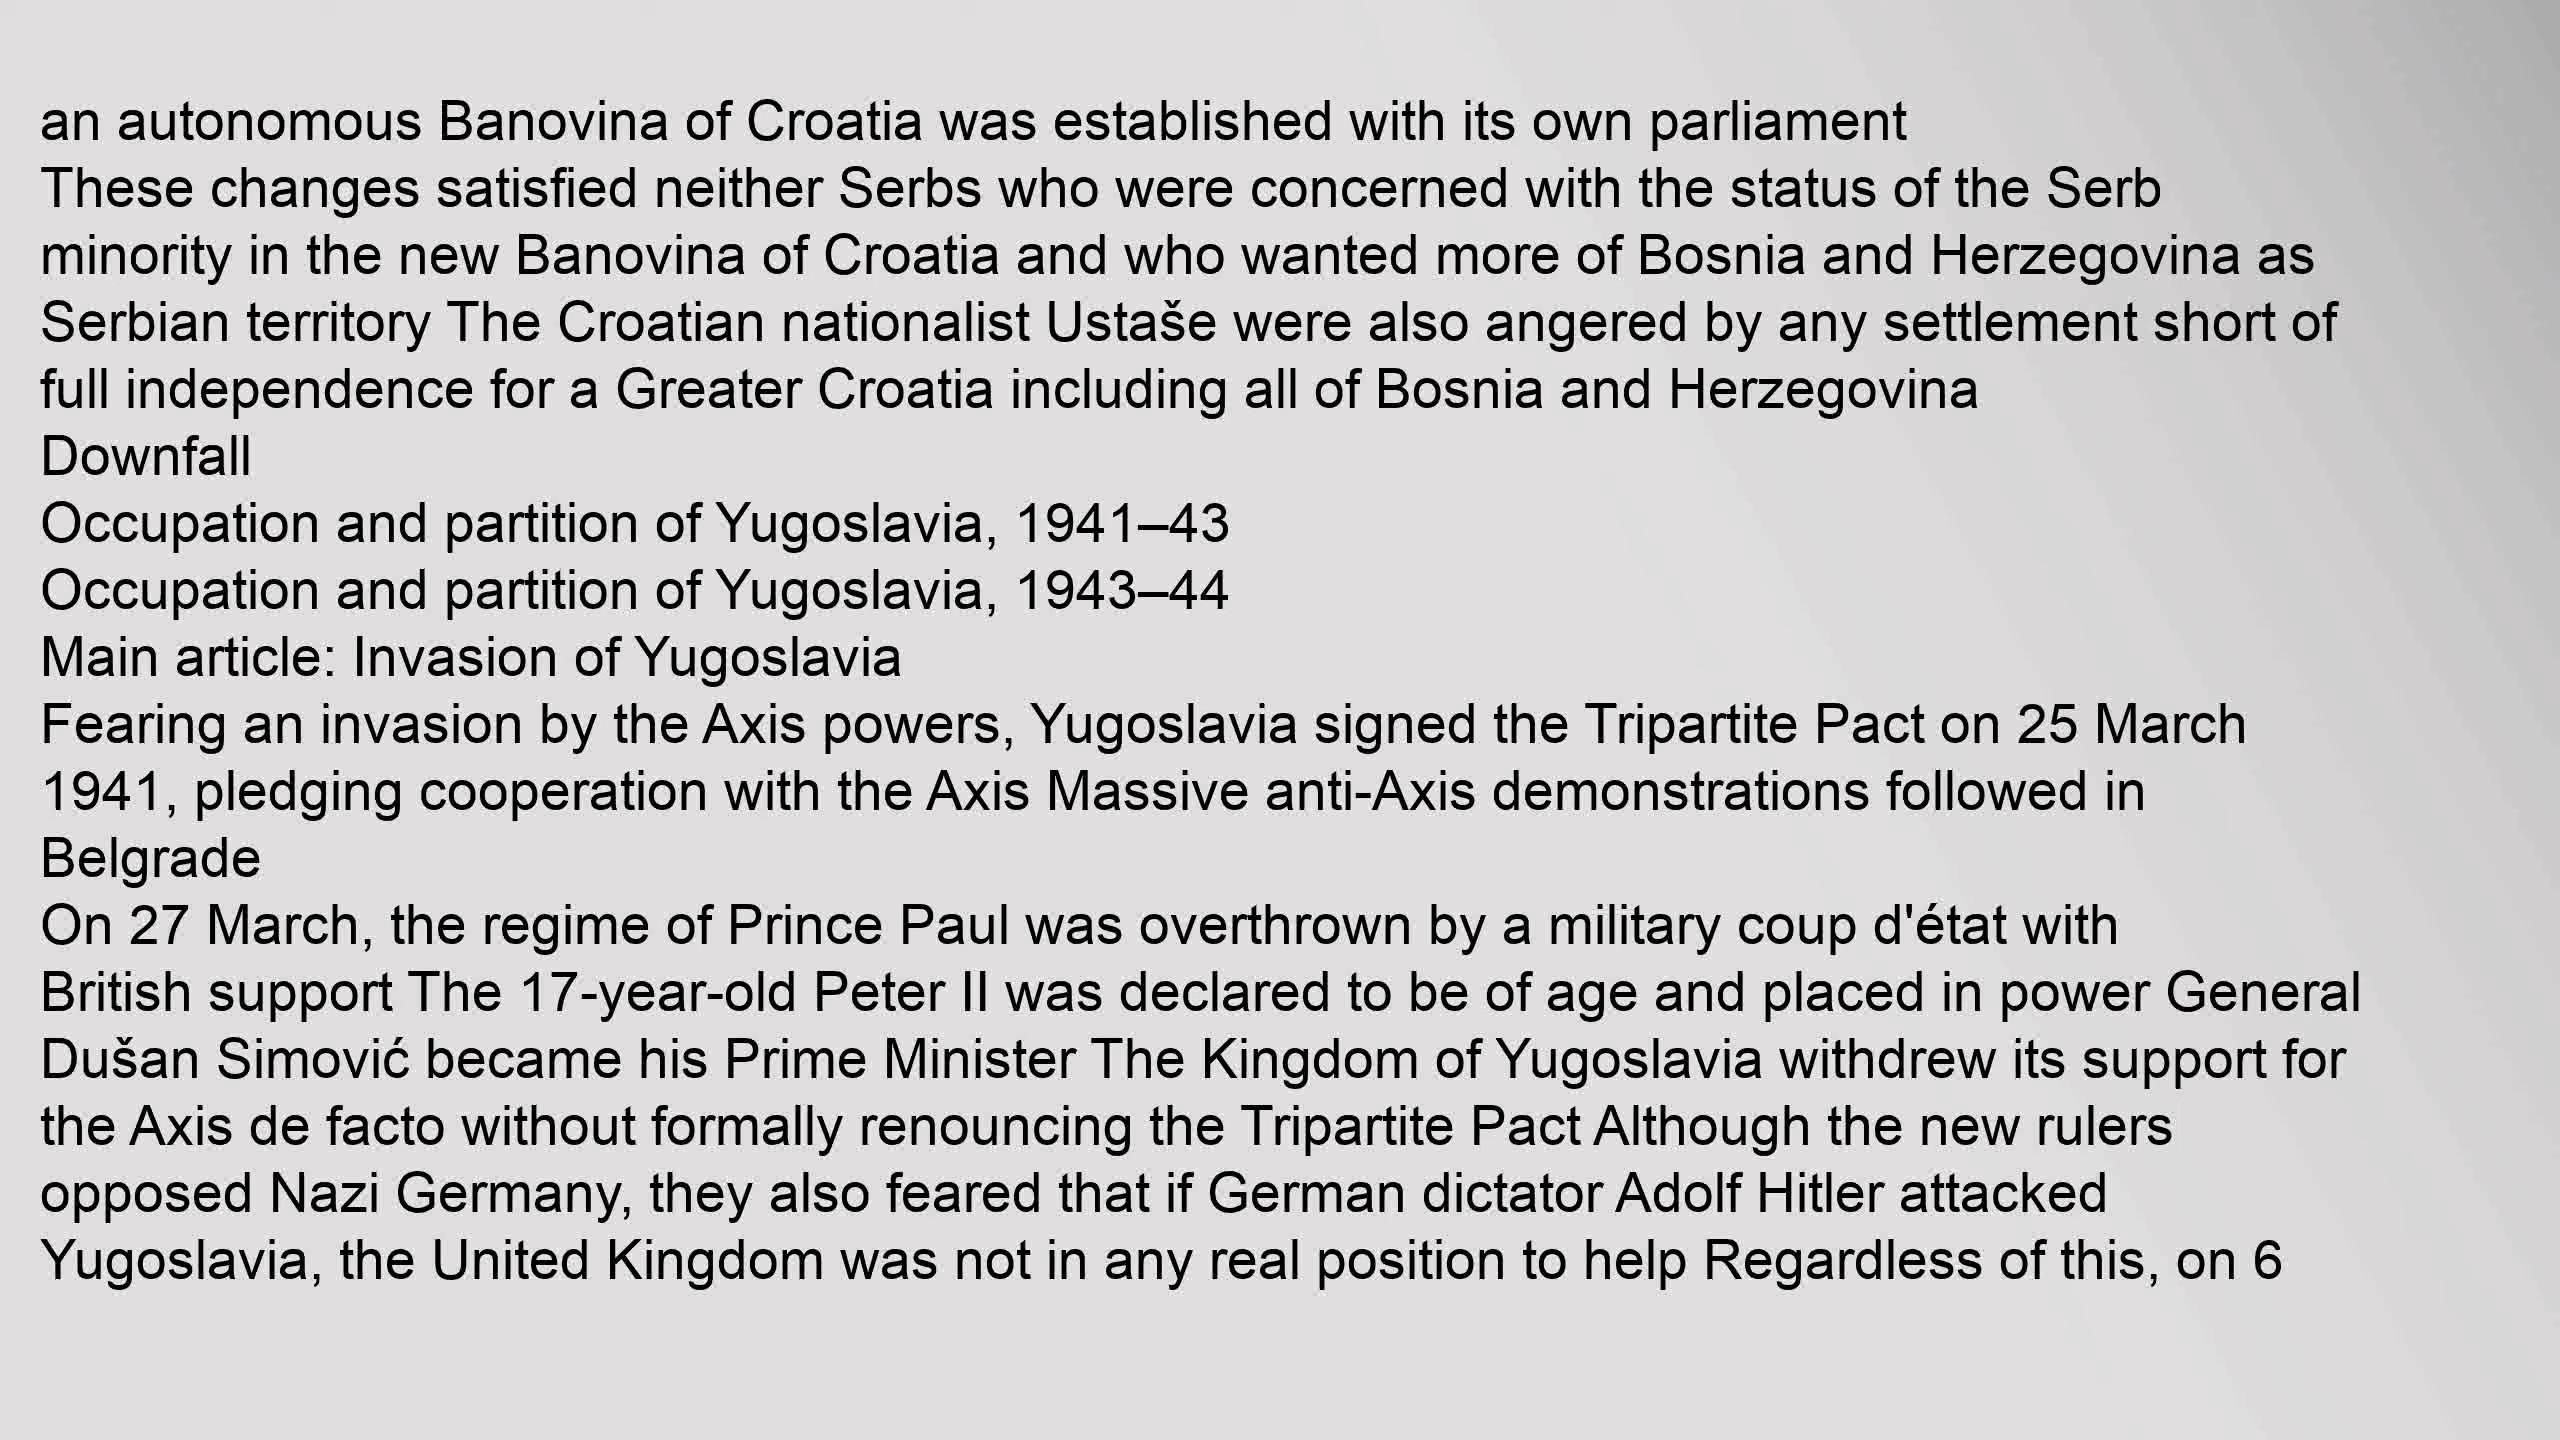 an autonomous Banovina of Croatia was established with its own parliament
These changes satisfied neither Serbs who were concerned with the status of the Serb
minority in the new Banovina of Croatia and who wanted more of Bosnia and Herzegovina as
Serbian territory The Croatian nationalist Ustaše were also angered by any settlement short of
full independence for a Greater Croatia including all of Bosnia and Herzegovina
Downfall
Occupation and partition of Yugoslavia, 1941–43
Occupation and partition of Yugoslavia, 1943–44
Main article: Invasion of Yugoslavia
Fearing an invasion by the Axis powers, Yugoslavia signed the Tripartite Pact on 25 March
1941, pledging cooperation with the Axis Massive anti-Axis demonstrations followed in
Belgrade
On 27 March, the regime of Prince Paul was overthrown by a military coup d'état with
British support The 17-year-old Peter II was declared to be of age and placed in power General
Dušan Simović became his Prime Minister The Kingdom of Yugoslavia withdrew its support for
the Axis de facto without formally renouncing the Tripartite Pact Although the new rulers
opposed Nazi Germany, they also feared that if German dictator Adolf Hitler attacked
Yugoslavia, the United Kingdom was not in any real position to help Regardless of this, on 6